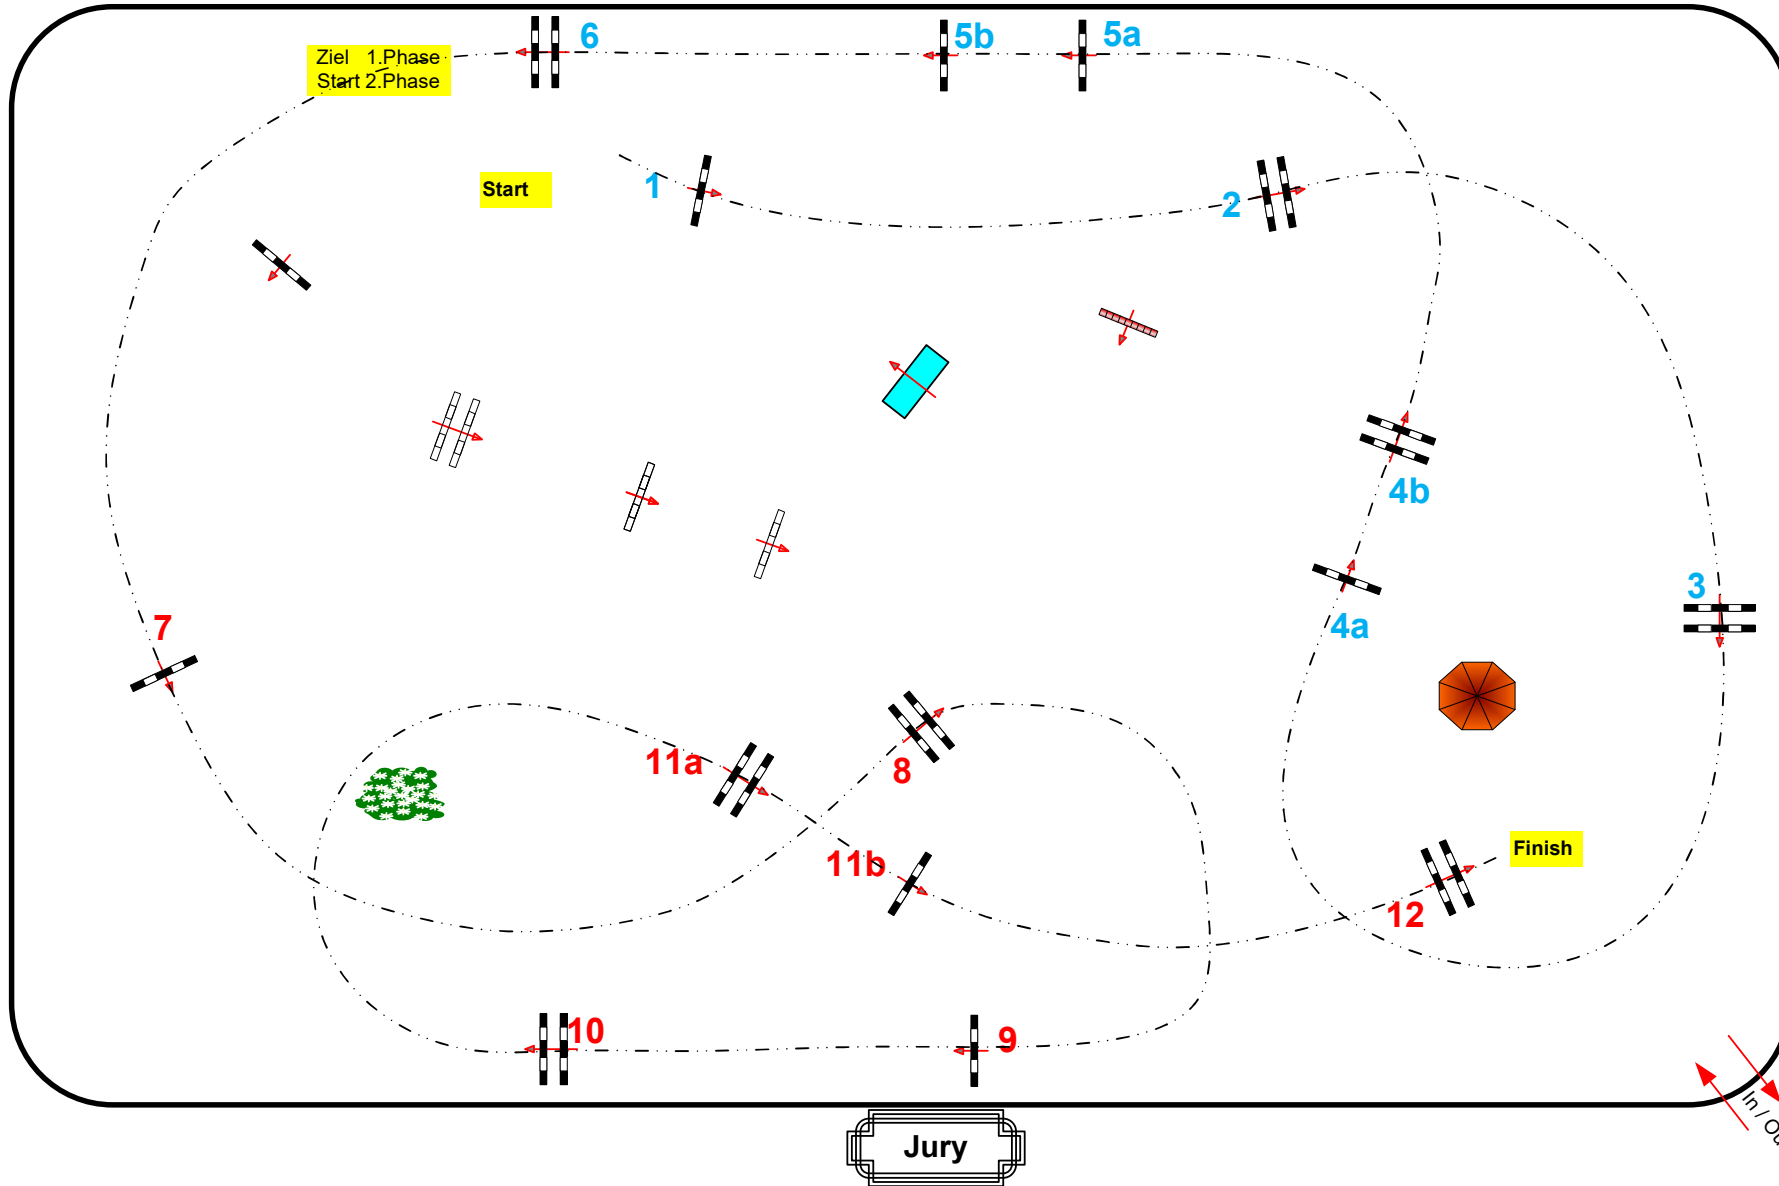 6
5b
5a
Ziel 1.Phase
Start 2.Phase
Start
1
2
4b
3
4a
7
11a
8
11b
Finish
12
10
9
In / Ou
Jury